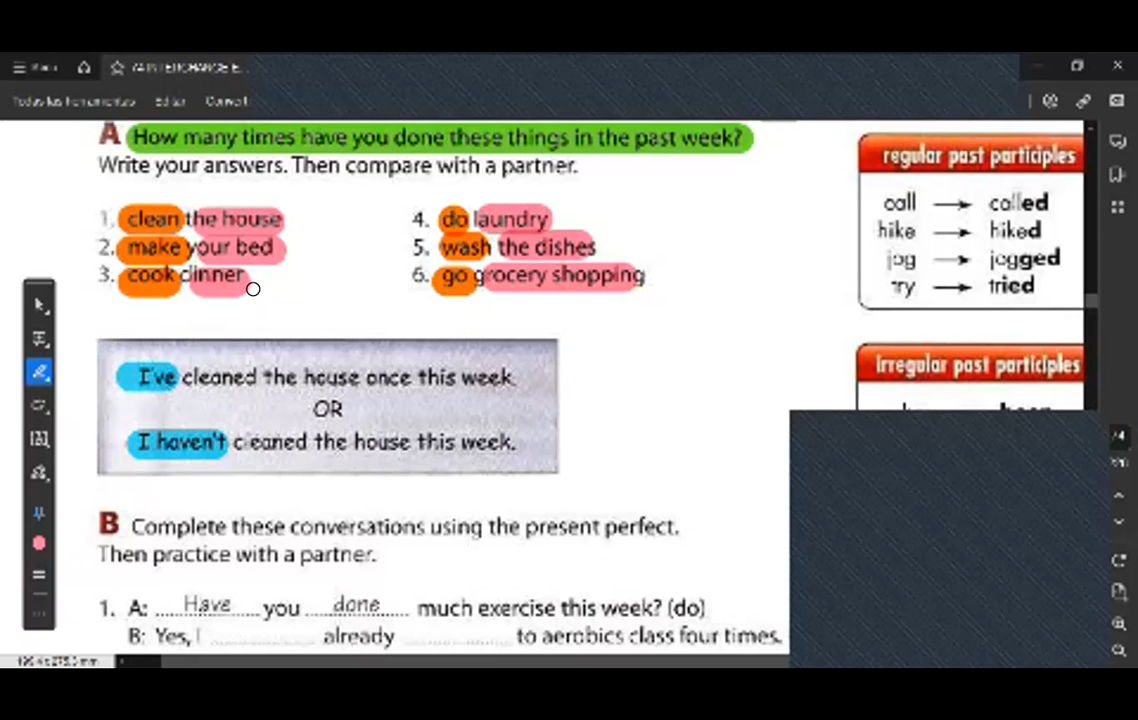 Todas las herramientas Editar Convert
A How many times have you done these things in the past week?
Write your answers. Then compare with a partner.
1. clean the house
2. make your bed
3. cook dinner
4. do laundry
5. wash the dishes
6. go grocery shopping
I've cleaned the house once this week.
OR
I haven't cleaned the house this week.
B Complete these conversations using the present perfect.
Then practice with a partner.
1. A: Have you done much exercise this week? (do)
B: Yes, I ............ already ............ to aerobics class four times.
regular past participles
call → called
hike → hiked
jog → jogged
try → tried
irregular past participles